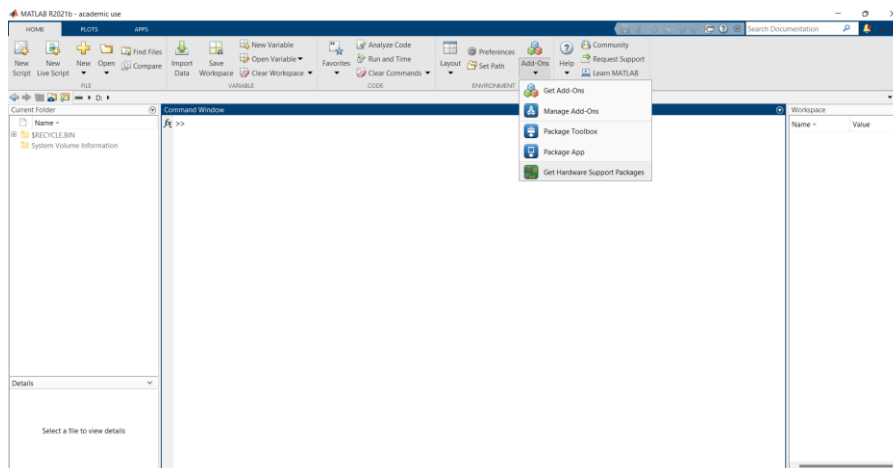 MATLAB R2021b - academic use
HOME PLOTS APPS
Search Documentation
New Script
New Live Script
New
Open
Find Files
Compare
Import Data
Save Workspace
New Variable
Open Variable
Clear Workspace
Favorites
Analyze Code
Run and Time
Clear Commands
Layout
Preferences
Set Path
Add-Ons
Help
Community
Request Support
Learn MATLAB
FILE VARIABLE CODE ENVIRONMENT
D:
Get Add-Ons
Manage Add-Ons
Package Toolbox
Package App
Get Hardware Support Packages
Current Folder
Name
$RECYCLE.BIN
System Volume Information
Command Window
fx >>
Workspace
Name Value
Details
Select a file to view details